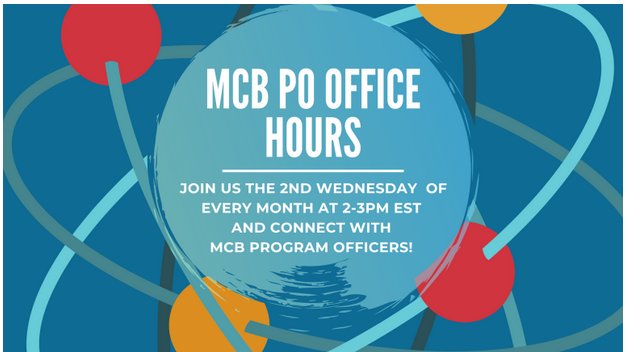 MCB PO OFFICE
HOURS
JOIN US THE 2ND WEDNESDAY OF
EVERY MONTH AT 2-3PM EST
AND CONNECT WITH
MCB PROGRAM OFFICERS!